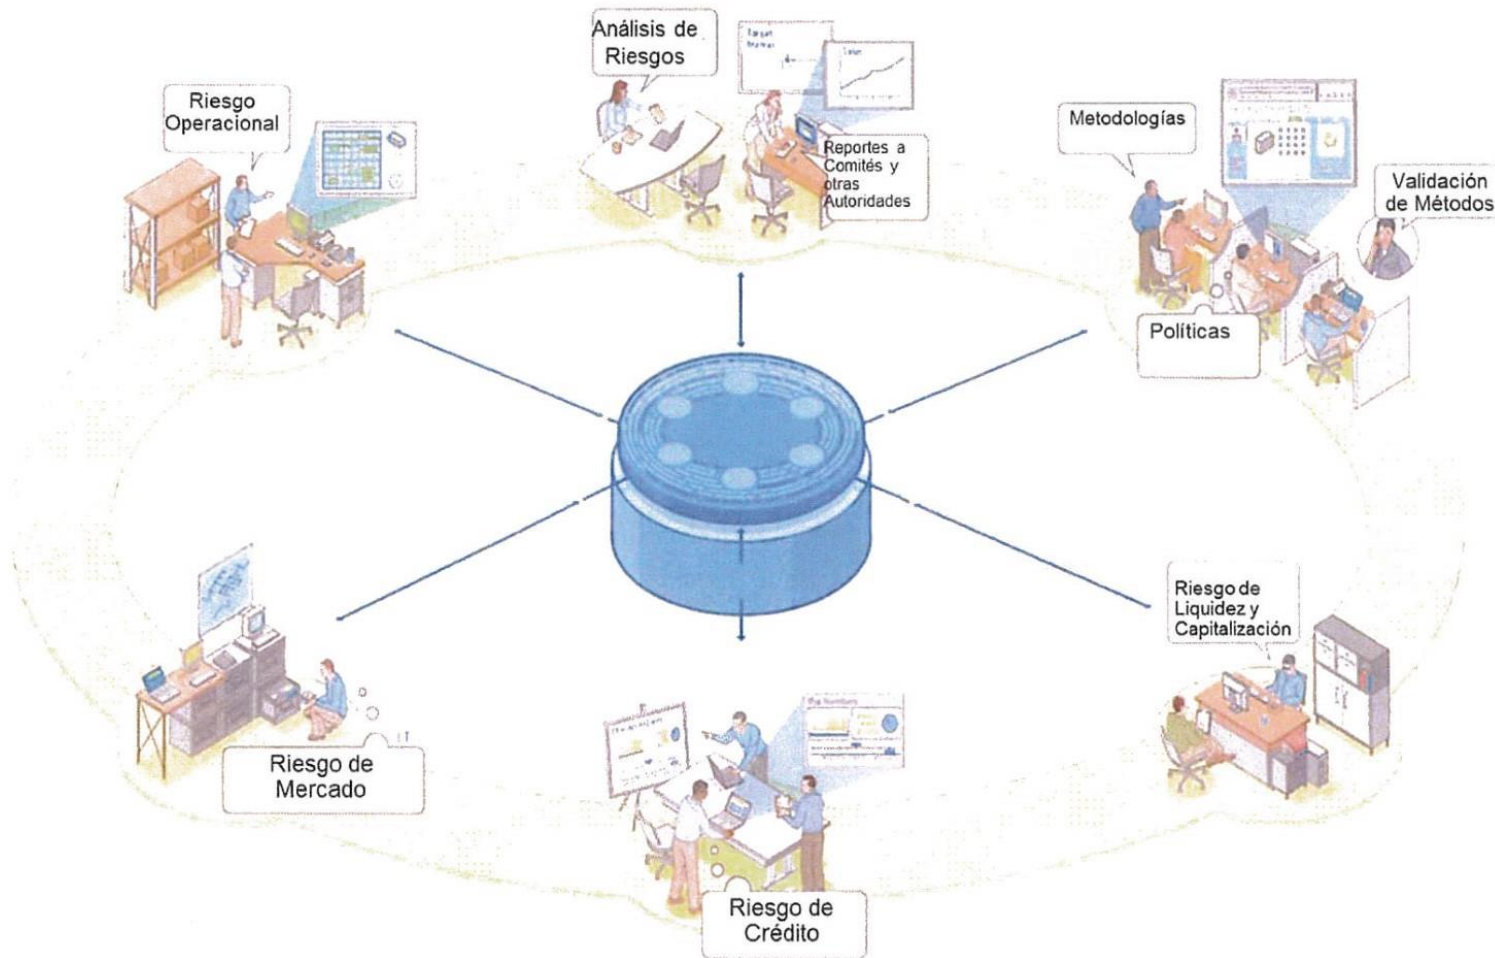 Análisis de
Riesgos
Target
Riesgo
Operacional
Metodologías
Reportes a
Comités y
otras
Autoridades
Validación
de Métodos
Políticas
Riesgo de
Liquidez y
Capitalización
Riesgo de
Mercado
Riesgo de
Crédito